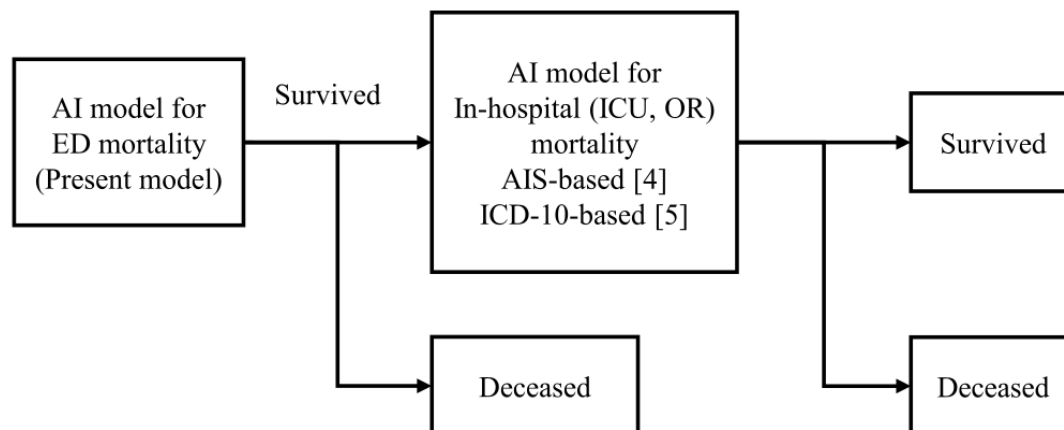 AI model for
ED mortality
(Present model)
Survived
AI model for
In-hospital (ICU, OR)
mortality
AIS-based [4]
ICD-10-based [5]
Survived
Deceased
Deceased